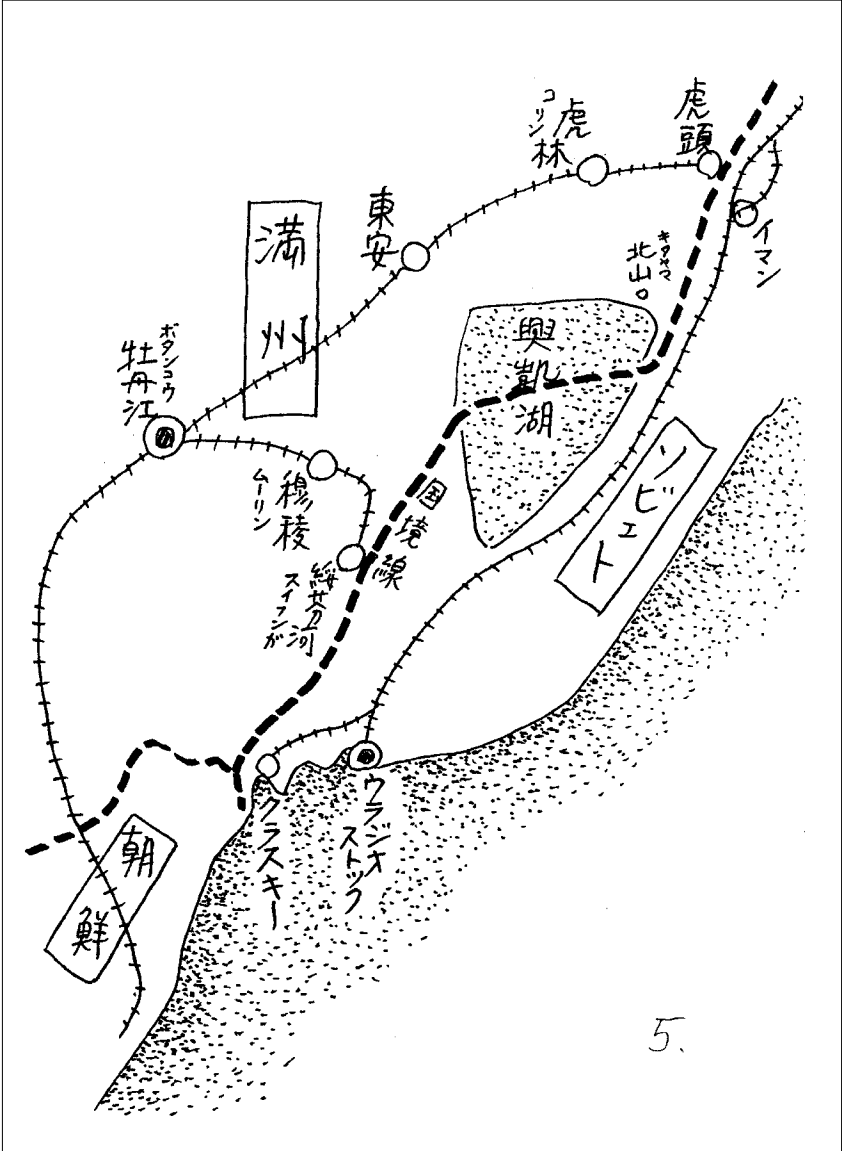 虎頭
コリン
虎林
東安
満州
イマン
キタヤマ
北山
興凱湖
ボタンコウ
牡丹江
ソビエト
国境線
穆稜
ムーリン
綏芬河
スイフンガ
ウラジオ
ストック
クラスキー
朝鮮
5.